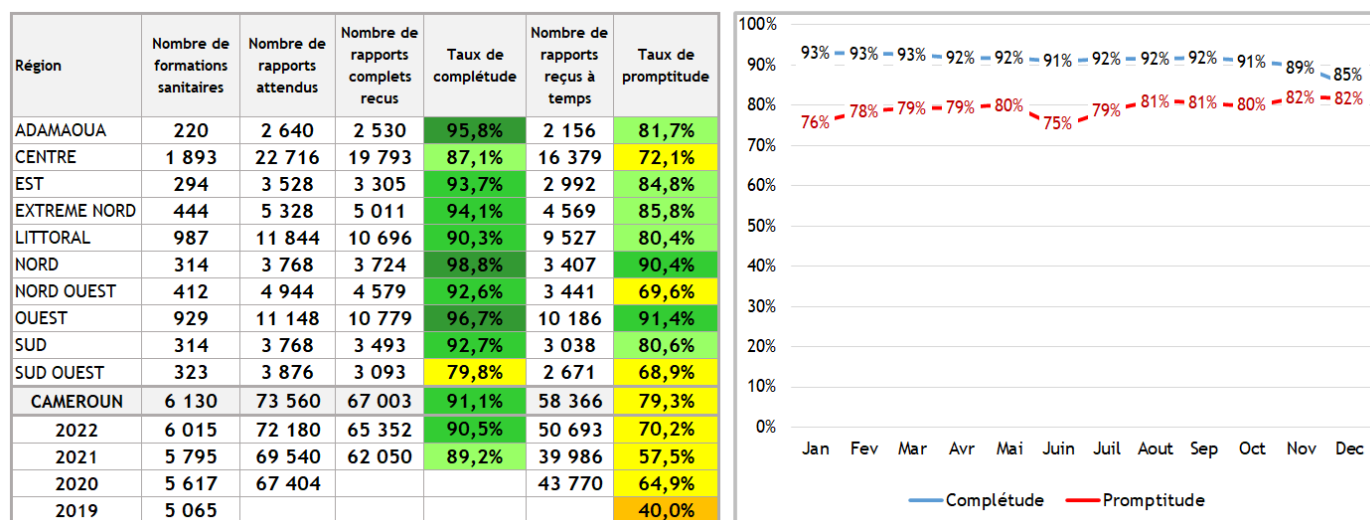 Région Nombre de formations sanitaires Nombre de rapports attendus Nombre de rapports complets recus Taux de complétude Nombre de rapports reçus à temps Taux de promptitude
ADAMAOUA 220 2 640 2 530 95,8% 2 156 81,7%
CENTRE 1 893 22 716 19 793 87,1% 16 379 72,1%
EST 294 3 528 3 305 93,7% 2 992 84,8%
EXTREME NORD 444 5 328 5 011 94,1% 4 569 85,8%
LITTORAL 987 11 844 10 696 90,3% 9 527 80,4%
NORD 314 3 768 3 724 98,8% 3 407 90,4%
NORD OUEST 412 4 944 4 579 92,6% 3 441 69,6%
OUEST 929 11 148 10 779 96,7% 10 186 91,4%
SUD 314 3 768 3 493 92,7% 3 038 80,6%
SUD OUEST 323 3 876 3 093 79,8% 2 671 68,9%
CAMEROUN 6 130 73 560 67 003 91,1% 58 366 79,3%
2022 6 015 72 180 65 352 90,5% 50 693 70,2%
2021 5 795 69 540 62 050 89,2% 39 986 57,5%
2020 5 617 67 404 43 770 64,9%
2019 5 065 40,0%
100%
90%
80%
70%
60%
50%
40%
30%
20%
10%
0%
93% 93% 93% 92% 92% 91% 92% 92% 92% 91% 89% 85%
76% 78% 79% 79% 80% 75% 79% 81% 81% 80% 82% 82%
Jan Fev Mar Avr Mai Juin Juil Aout Sep Oct Nov Dec
Complétude Promptitude